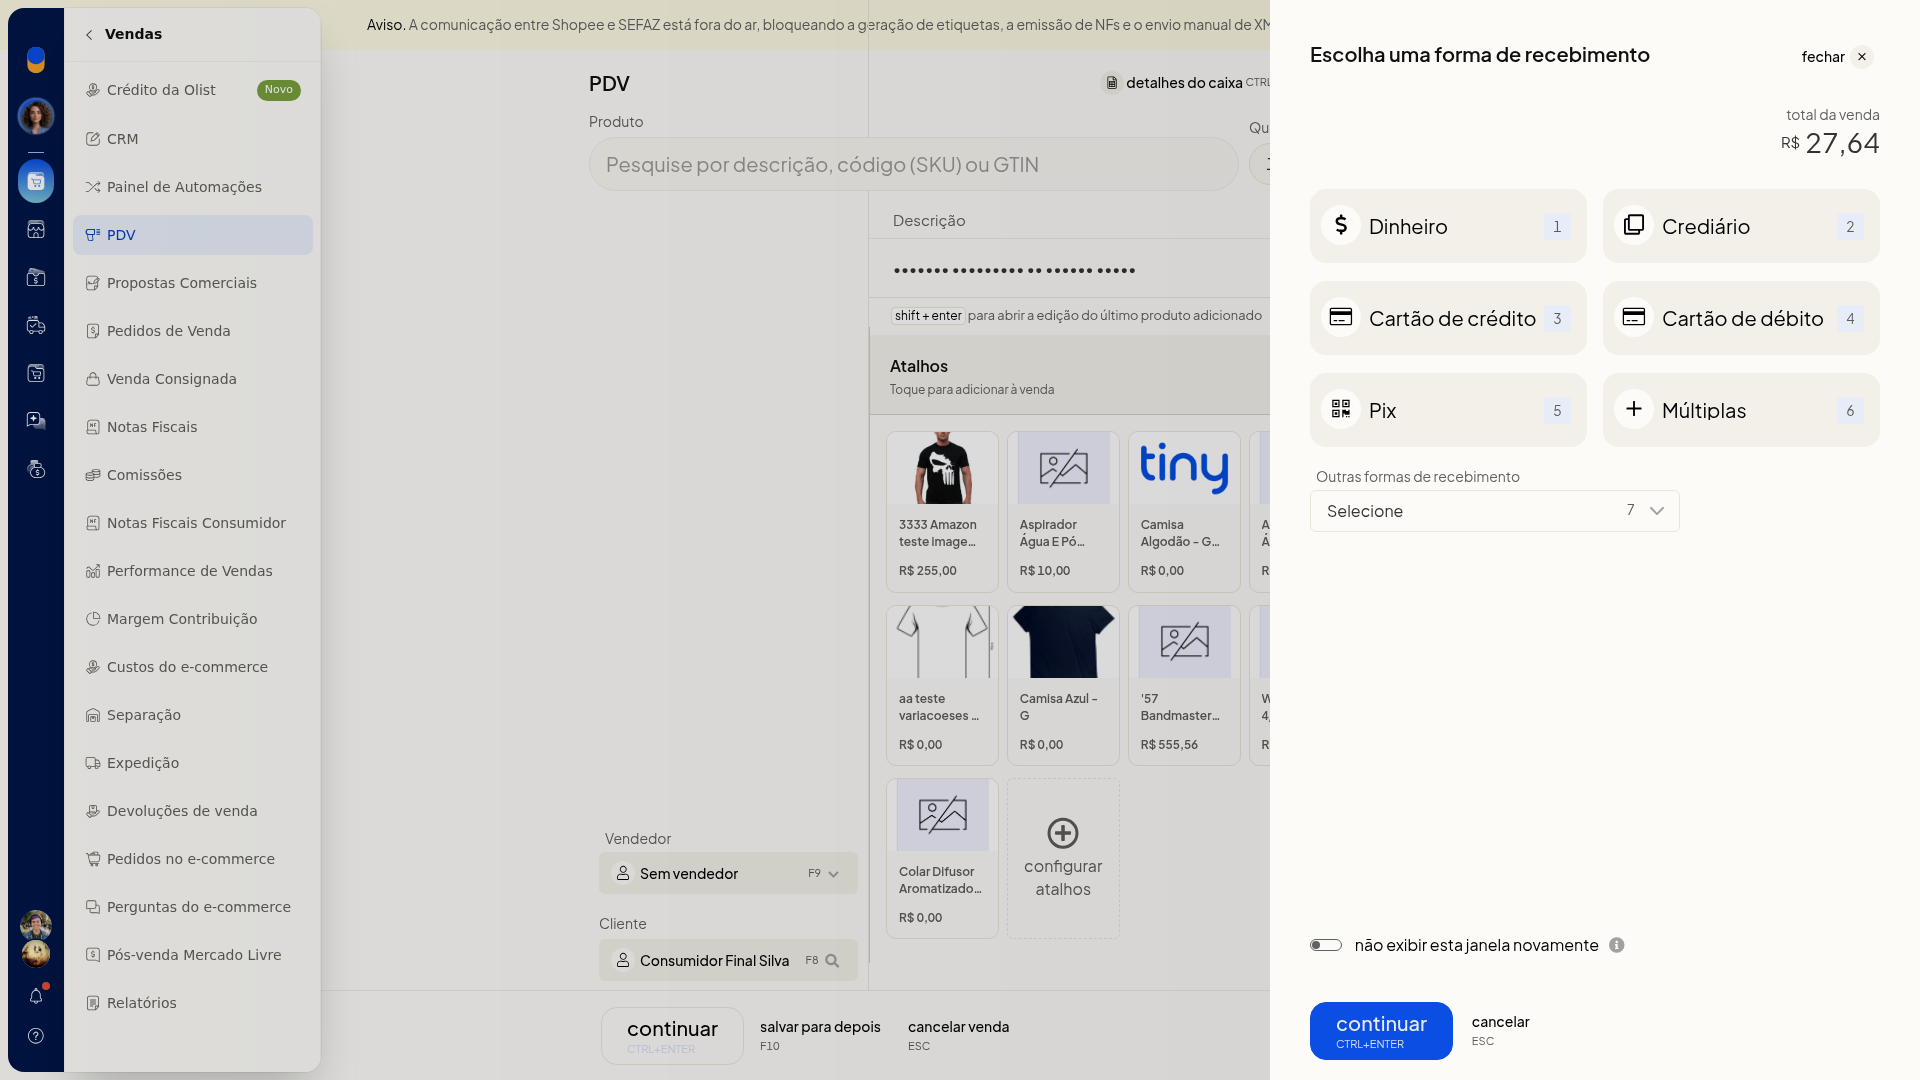 Vendas
Crédito da Olist
Novo
CRM
Painel de Automações
PDV
Propostas Comerciais
Pedidos de Venda
Venda Consignada
Notas Fiscais
Comissões
Notas Fiscais Consumidor
Performance de Vendas
Margem Contribuição
Custos do e-commerce
Separação
Expedição
Devoluções de venda
Pedidos no e-commerce
Perguntas do e-commerce
Pós-venda Mercado Livre
Relatórios
Aviso. A comunicação entre Shopee e SEFAZ está fora do ar, bloqueando a geração de etiquetas, a emissão de NFs e o envio manual de XM
PDV
detalhes do caixa CTRL
Produto
Qu
Pesquise por descrição, código (SKU) ou GTIN
Descrição
••••••• ••••••••• •• •••••• •••••
shift + enter para abrir a edição do último produto adicionado
Atalhos
Toque para adicionar à venda
3333 Amazon
teste image...
R$ 255,00
Aspirador
Água E Pó...
R$ 10,00
tiny
Camisa
Algodão - G...
R$ 0,00
aa teste
variacoeses ...
R$ 0,00
Camisa Azul -
G
R$ 0,00
'57
Bandmaster...
R$ 555,56
Colar Difusor
Aromatizado...
R$ 0,00
configurar
atalhos
Vendedor
Sem vendedor F9
Cliente
Consumidor Final Silva F8
continuar
CTRL+ENTER
salvar para depois
F10
cancelar venda
ESC
Escolha uma forma de recebimento
fechar
total da venda
R$ 27,64
Dinheiro 1
Crediário 2
Cartão de crédito 3
Cartão de débito 4
Pix 5
Múltiplas 6
Outras formas de recebimento
Selecione 7
não exibir esta janela novamente
continuar
CTRL+ENTER
cancelar
ESC